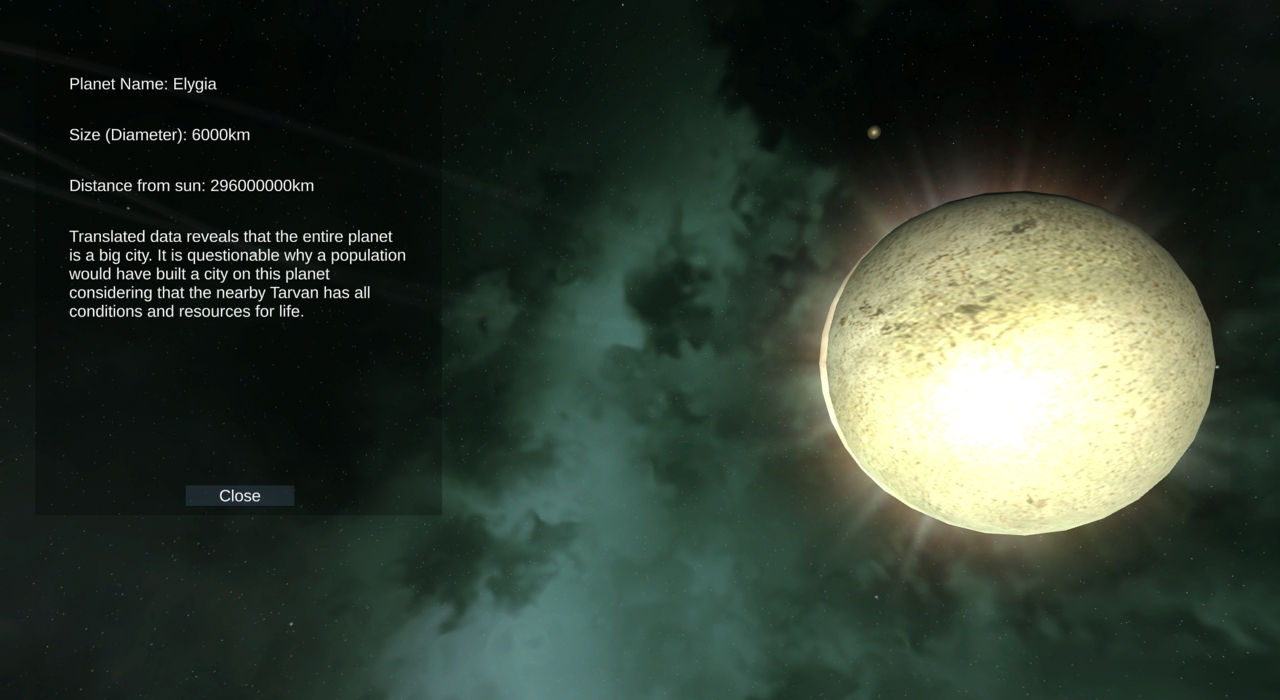 Planet Name: Elygia
Size (Diameter): 6000km
Distance from sun: 296000000km
Translated data reveals that the entire planet
is a big city. It is questionable why a population
would have built a city on this planet
considering that the nearby Tarvan has all
conditions and resources for life.
Close